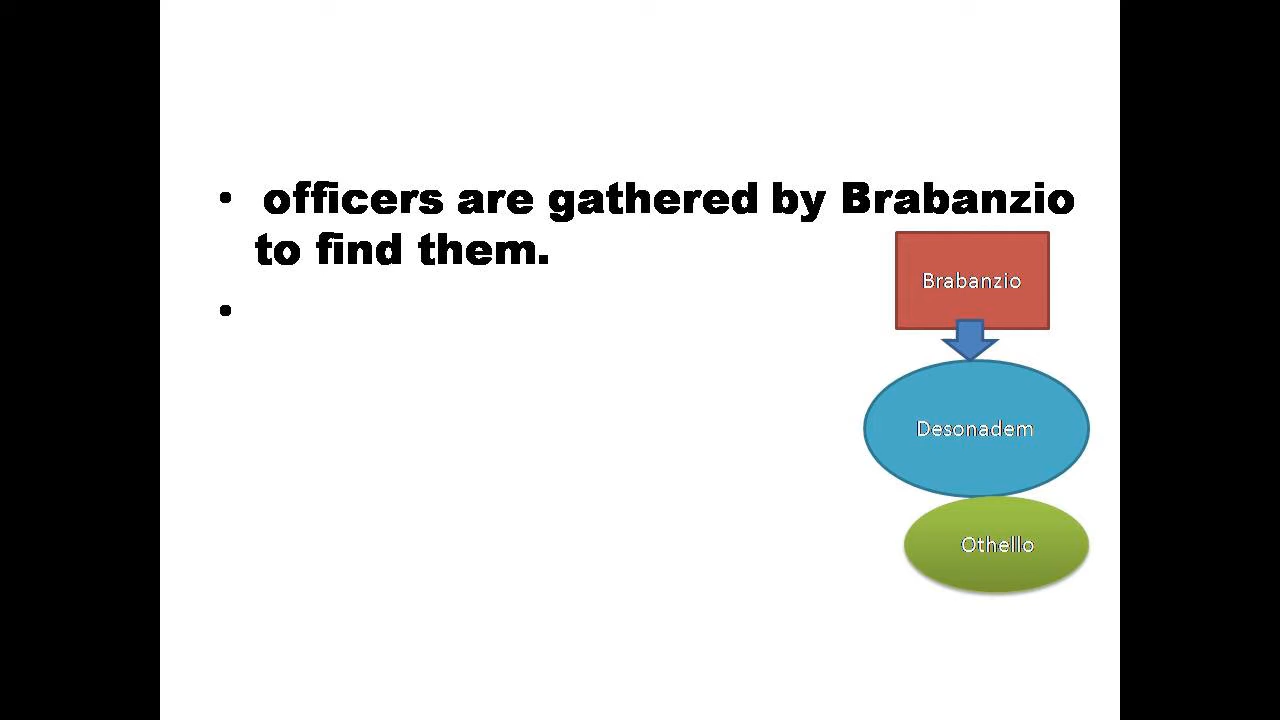 • officers are gathered by Brabanzio
to find them.
•
Brabanzio
Desonadem
Othello